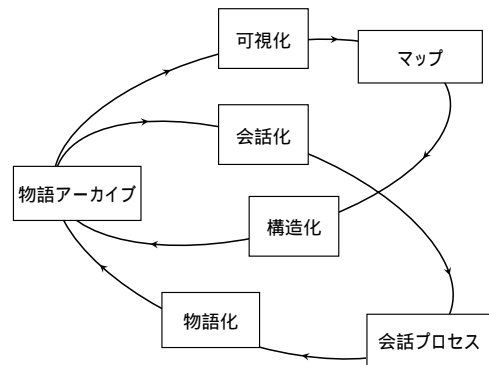 可視化
マップ
会話化
物語アーカイブ
構造化
物語化
会話プロセス